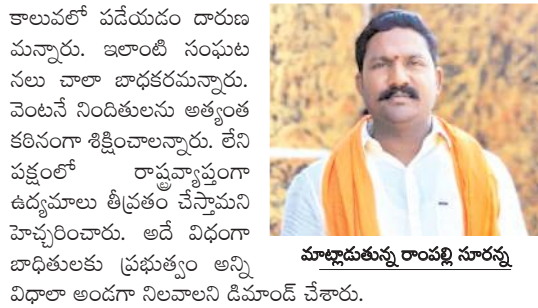 కాలువలో పడేయడం దారుణ
మన్నారు. ఇలాంటి సంఘట
నలు చాలా బాధకరమన్నారు.
వెంటనే నిందితులను అత్యంత
కఠినంగా శిక్షించాలన్నారు. లేని
పక్షంలో రాష్ట్రవ్యాప్తంగా
ఉద్యమాలు తీవ్రతం చేస్తామని
హెచ్చరించారు. అదే విధంగా
బాధితులకు ప్రభుత్వం అన్ని
విధాలా అండగా నిలవాలని డిమాండ్ చేశారు.
మాట్లాడుతున్న రాంపల్లి నూరన్న